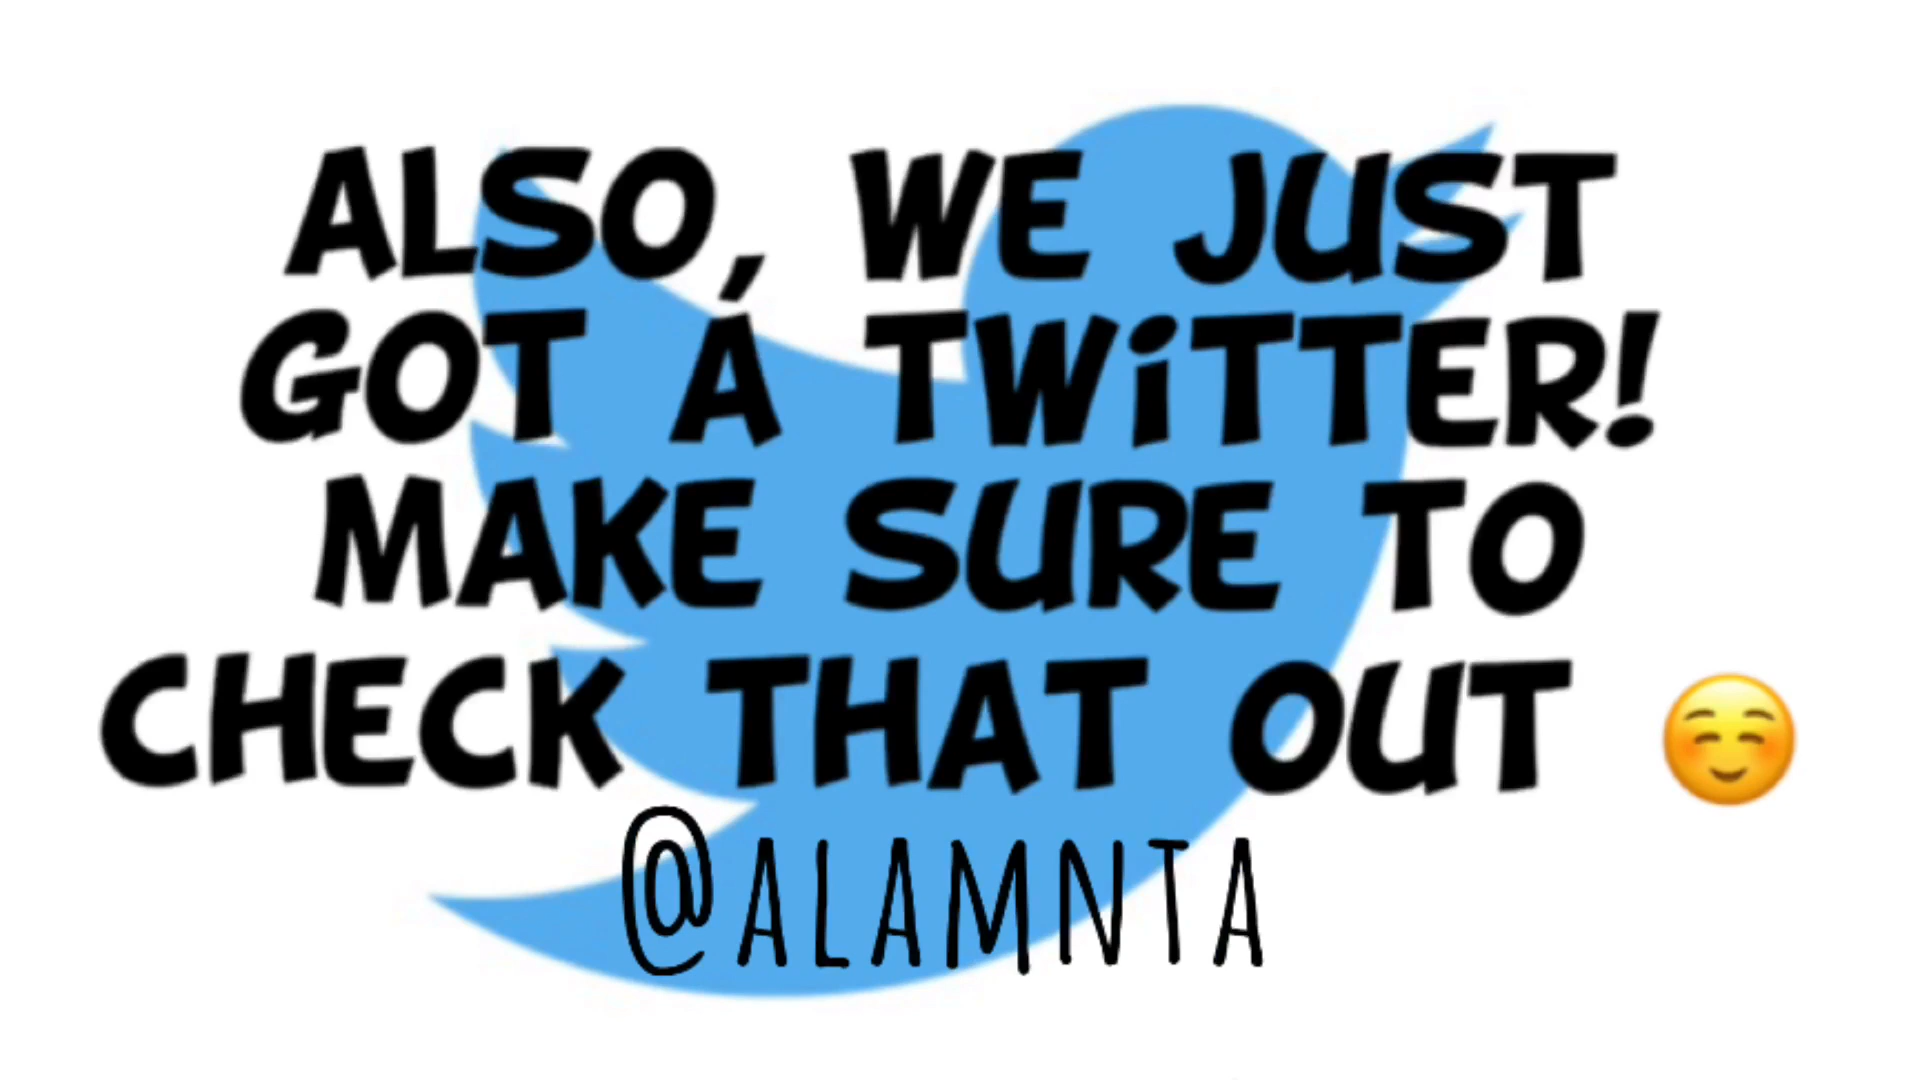 ALSO, WE JUST
GOT A TWiTTER!
MAKE SURE TO
CHECK THAT OUT ☺️
@ALAMNTA